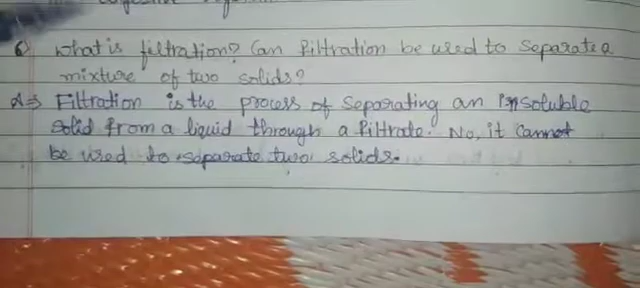 6) What is filtration? Can filtration be used to separate a
mixture of two solids?
A⇒ Filtration is the process of separating an insoluble
solid from a liquid through a filtrate. No, it cannot
be used to separate two solids.